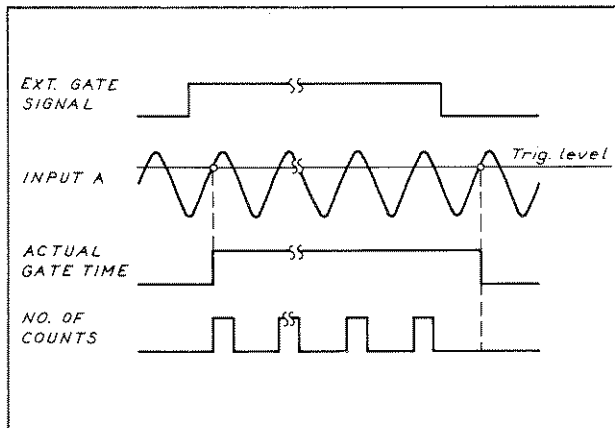 EXT. GATE
SIGNAL
Trig. level
INPUT A
ACTUAL
GATE TIME
NO. OF
COUNTS